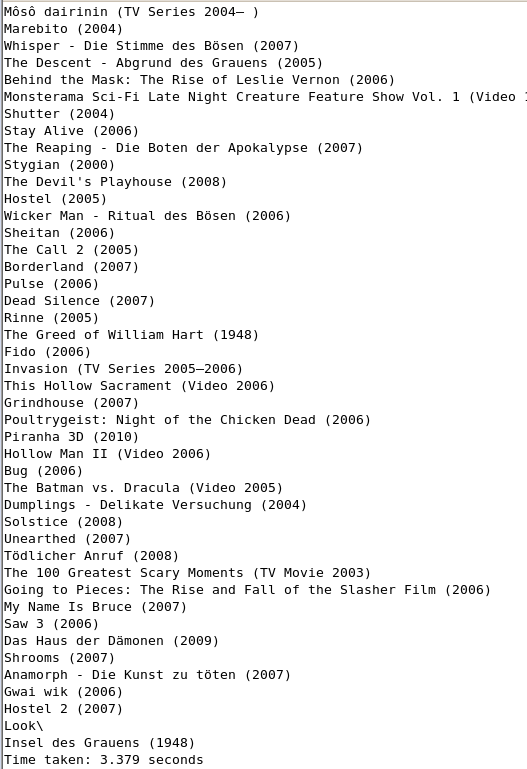 Môsô dairinin (TV Series 2004– )
Marebito (2004)
Whisper - Die Stimme des Bösen (2007)
The Descent - Abgrund des Grauens (2005)
Behind the Mask: The Rise of Leslie Vernon (2006)
Monsterama Sci-Fi Late Night Creature Feature Show Vol. 1 (Video
Shutter (2004)
Stay Alive (2006)
The Reaping - Die Boten der Apokalypse (2007)
Stygian (2000)
The Devil's Playhouse (2008)
Hostel (2005)
Wicker Man - Ritual des Bösen (2006)
Sheitan (2006)
The Call 2 (2005)
Borderland (2007)
Pulse (2006)
Dead Silence (2007)
Rinne (2005)
The Greed of William Hart (1948)
Fido (2006)
Invasion (TV Series 2005–2006)
This Hollow Sacrament (Video 2006)
Grindhouse (2007)
Poultrygeist: Night of the Chicken Dead (2006)
Piranha 3D (2010)
Hollow Man II (Video 2006)
Bug (2006)
The Batman vs. Dracula (Video 2005)
Dumplings - Delikate Versuchung (2004)
Solstice (2008)
Unearthed (2007)
Tödlicher Anruf (2008)
The 100 Greatest Scary Moments (TV Movie 2003)
Going to Pieces: The Rise and Fall of the Slasher Film (2006)
My Name Is Bruce (2007)
Saw 3 (2006)
Das Haus der Dämonen (2009)
Shrooms (2007)
Anamorph - Die Kunst zu töten (2007)
Gwai wik (2006)
Hostel 2 (2007)
Look\
Insel des Grauens (1948)
Time taken: 3.379 seconds